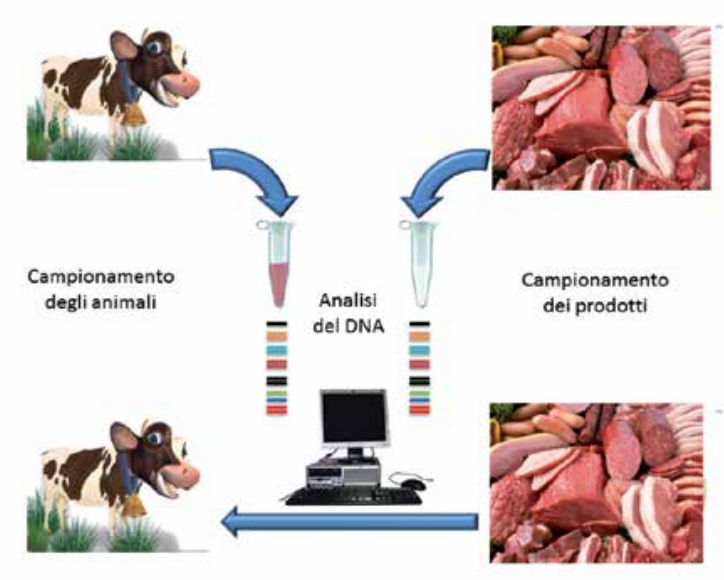 Campionamento
degli animali
Analisi
del DNA
Campionamento
dei prodotti